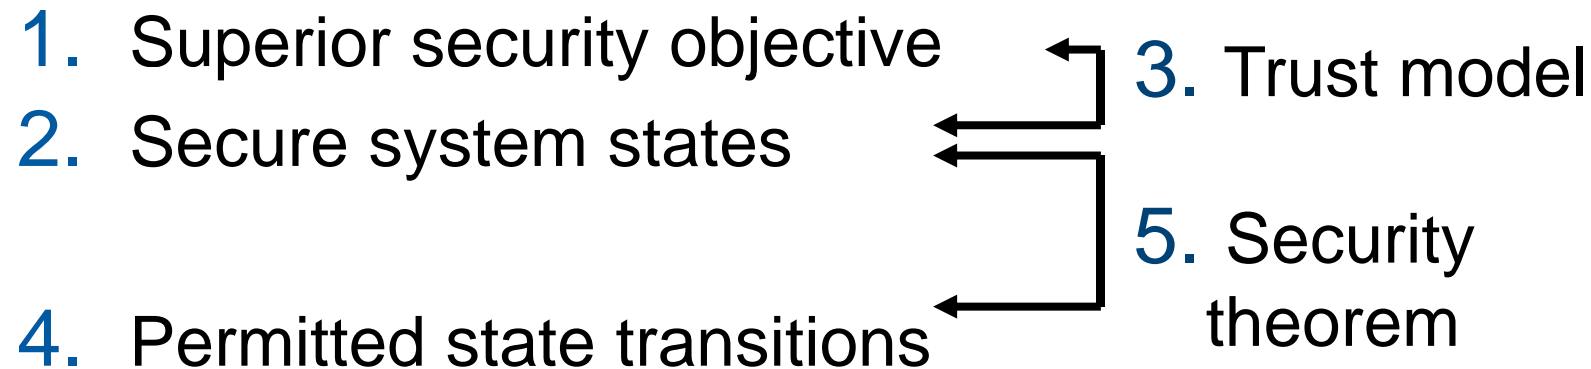 1. Superior security objective
2. Secure system states
3. Trust model
4. Permitted state transitions
5. Security
theorem